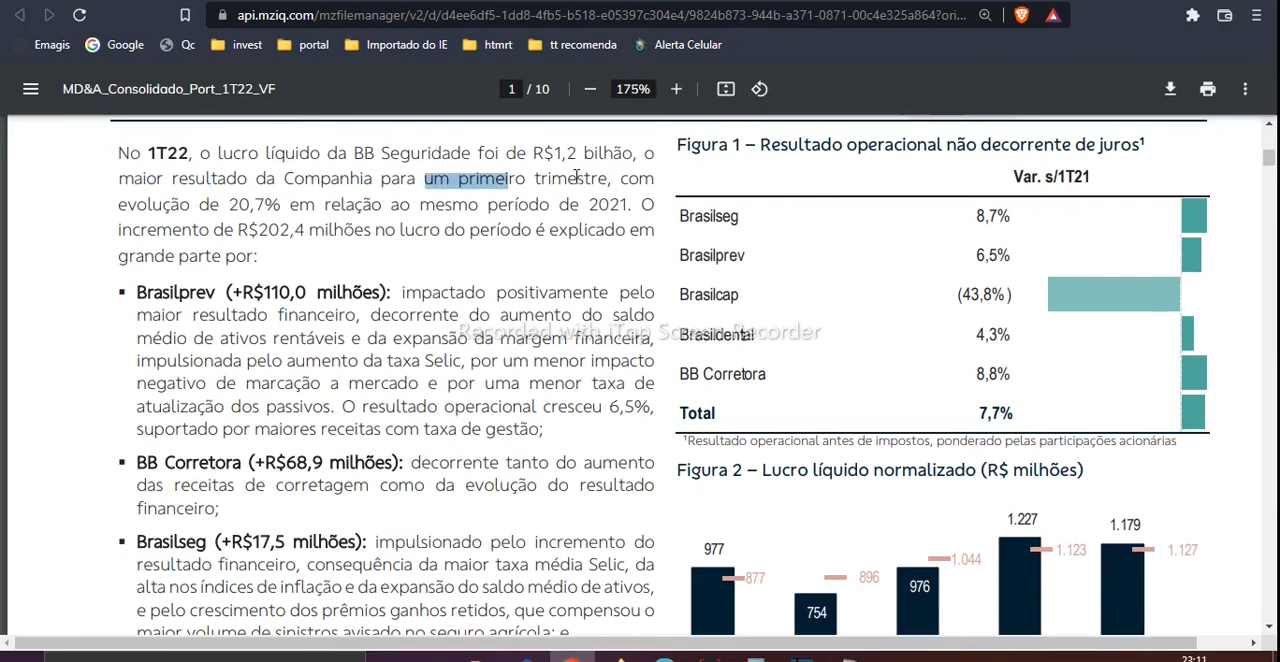 api.mziq.com/mzfilemanager/v2/d/d4ee6df5-1dd8-4fb5-b518-e05397c304e4/9824b873-944b-a371-0871-00c4e325a864?ori...
Emagis Google Qc invest portal Importado do IE htmrt tt recomenda Alerta Celular
MD&A_Consolidado_Port_1T22_VF 1 / 10 175%
No 1T22, o lucro líquido da BB Seguridade foi de R$1,2 bilhão, o
maior resultado da Companhia para um primeiro trimestre, com
evolução de 20,7% em relação ao mesmo período de 2021. O
incremento de R$202,4 milhões no lucro do período é explicado em
grande parte por:
▪ Brasilprev (+R$110,0 milhões): impactado positivamente pelo
maior resultado financeiro, decorrente do aumento do saldo
médio de ativos rentáveis e da expansão da margem financeira,
impulsionada pelo aumento da taxa Selic, por um menor impacto
negativo de marcação a mercado e por uma menor taxa de
atualização dos passivos. O resultado operacional cresceu 6,5%,
suportado por maiores receitas com taxa de gestão;
▪ BB Corretora (+R$68,9 milhões): decorrente tanto do aumento
das receitas de corretagem como da evolução do resultado
financeiro;
▪ Brasilseg (+R$17,5 milhões): impulsionado pelo incremento do
resultado financeiro, consequência da maior taxa média Selic, da
alta nos índices de inflação e da expansão do saldo médio de ativos,
e pelo crescimento dos prêmios ganhos retidos, que compensou o
maior volume de sinistros avisado no seguro agrícola; e
Figura 1 – Resultado operacional não decorrente de juros¹
Var. s/1T21
Brasilseg 8,7%
Brasilprev 6,5%
Brasilcap (43,8%)
Brasildental 4,3%
BB Corretora 8,8%
Total 7,7%
¹Resultado operacional antes de impostos, ponderado pelas participações acionárias
Figura 2 – Lucro líquido normalizado (R$ milhões)
977 877
754 896
976 1.044
1.227 1.123
1.179 1.127
Recorded with iTop Screen Recorder
23:11